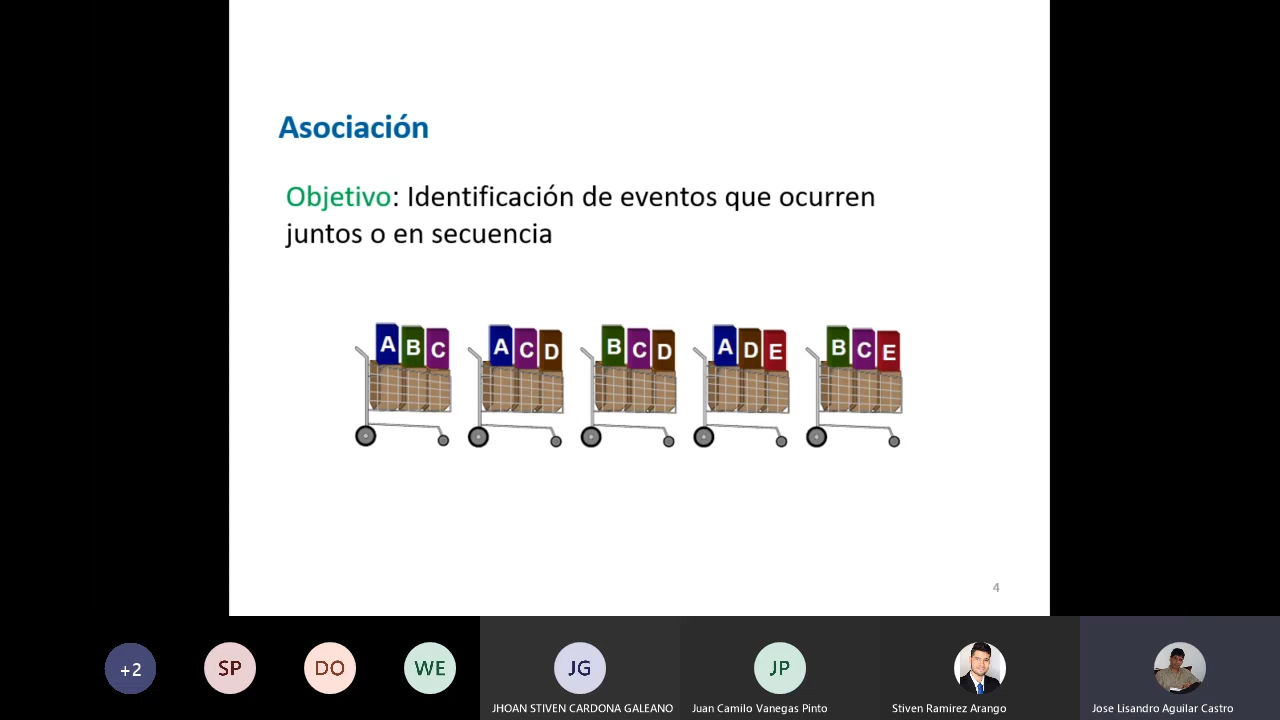 Asociación
Objetivo: Identificación de eventos que ocurren
juntos o en secuencia
A B C A C D B C D A D E B C E
4
+2 SP DO WE JG JP
JHOAN STIVEN CARDONA GALEANO Juan Camilo Vanegas Pinto Stiven Ramirez Arango Jose Lisandro Aguilar Castro